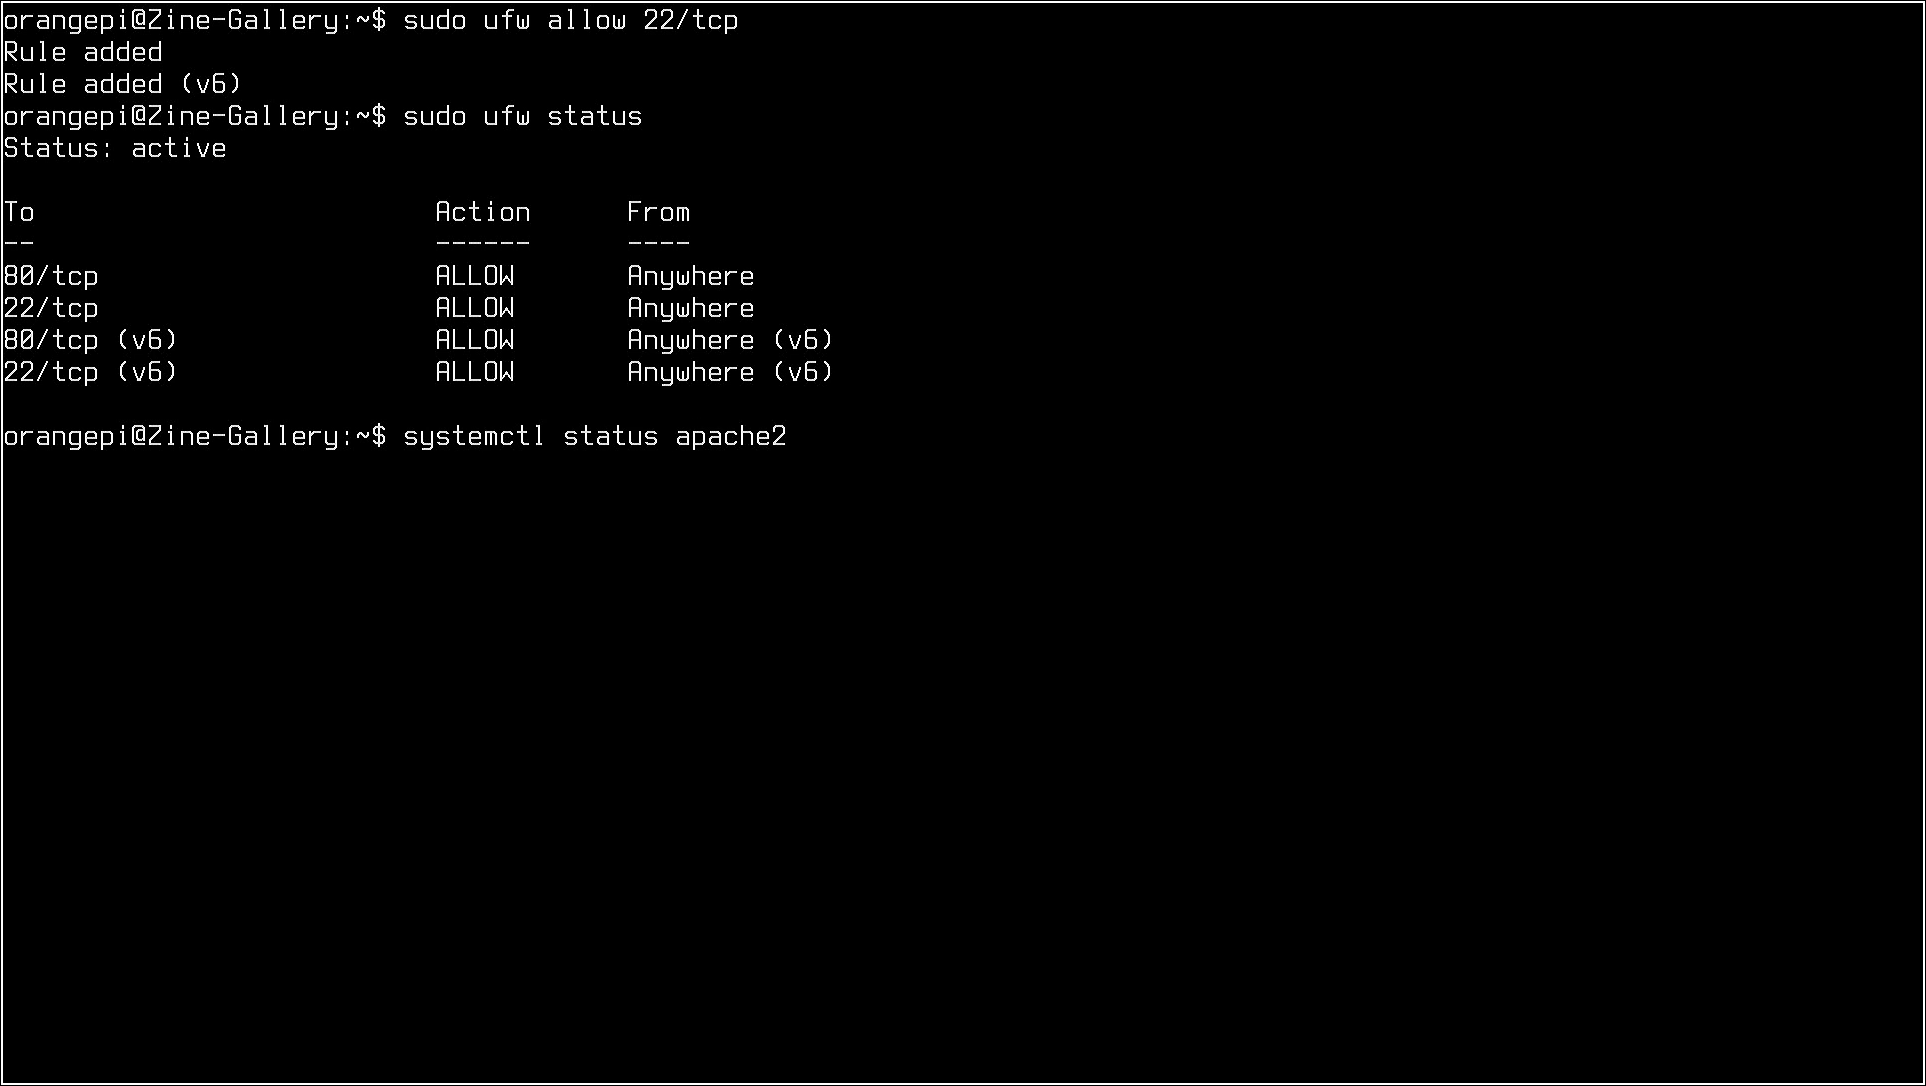 orangepi@Zine-Gallery:~$ sudo ufw allow 22/tcp
Rule added
Rule added (v6)
orangepi@Zine-Gallery:~$ sudo ufw status
Status: active
To                         Action      From
--                         ------      ----
80/tcp                     ALLOW       Anywhere
22/tcp                     ALLOW       Anywhere
80/tcp (v6)                ALLOW       Anywhere (v6)
22/tcp (v6)                ALLOW       Anywhere (v6)
orangepi@Zine-Gallery:~$ systemctl status apache2